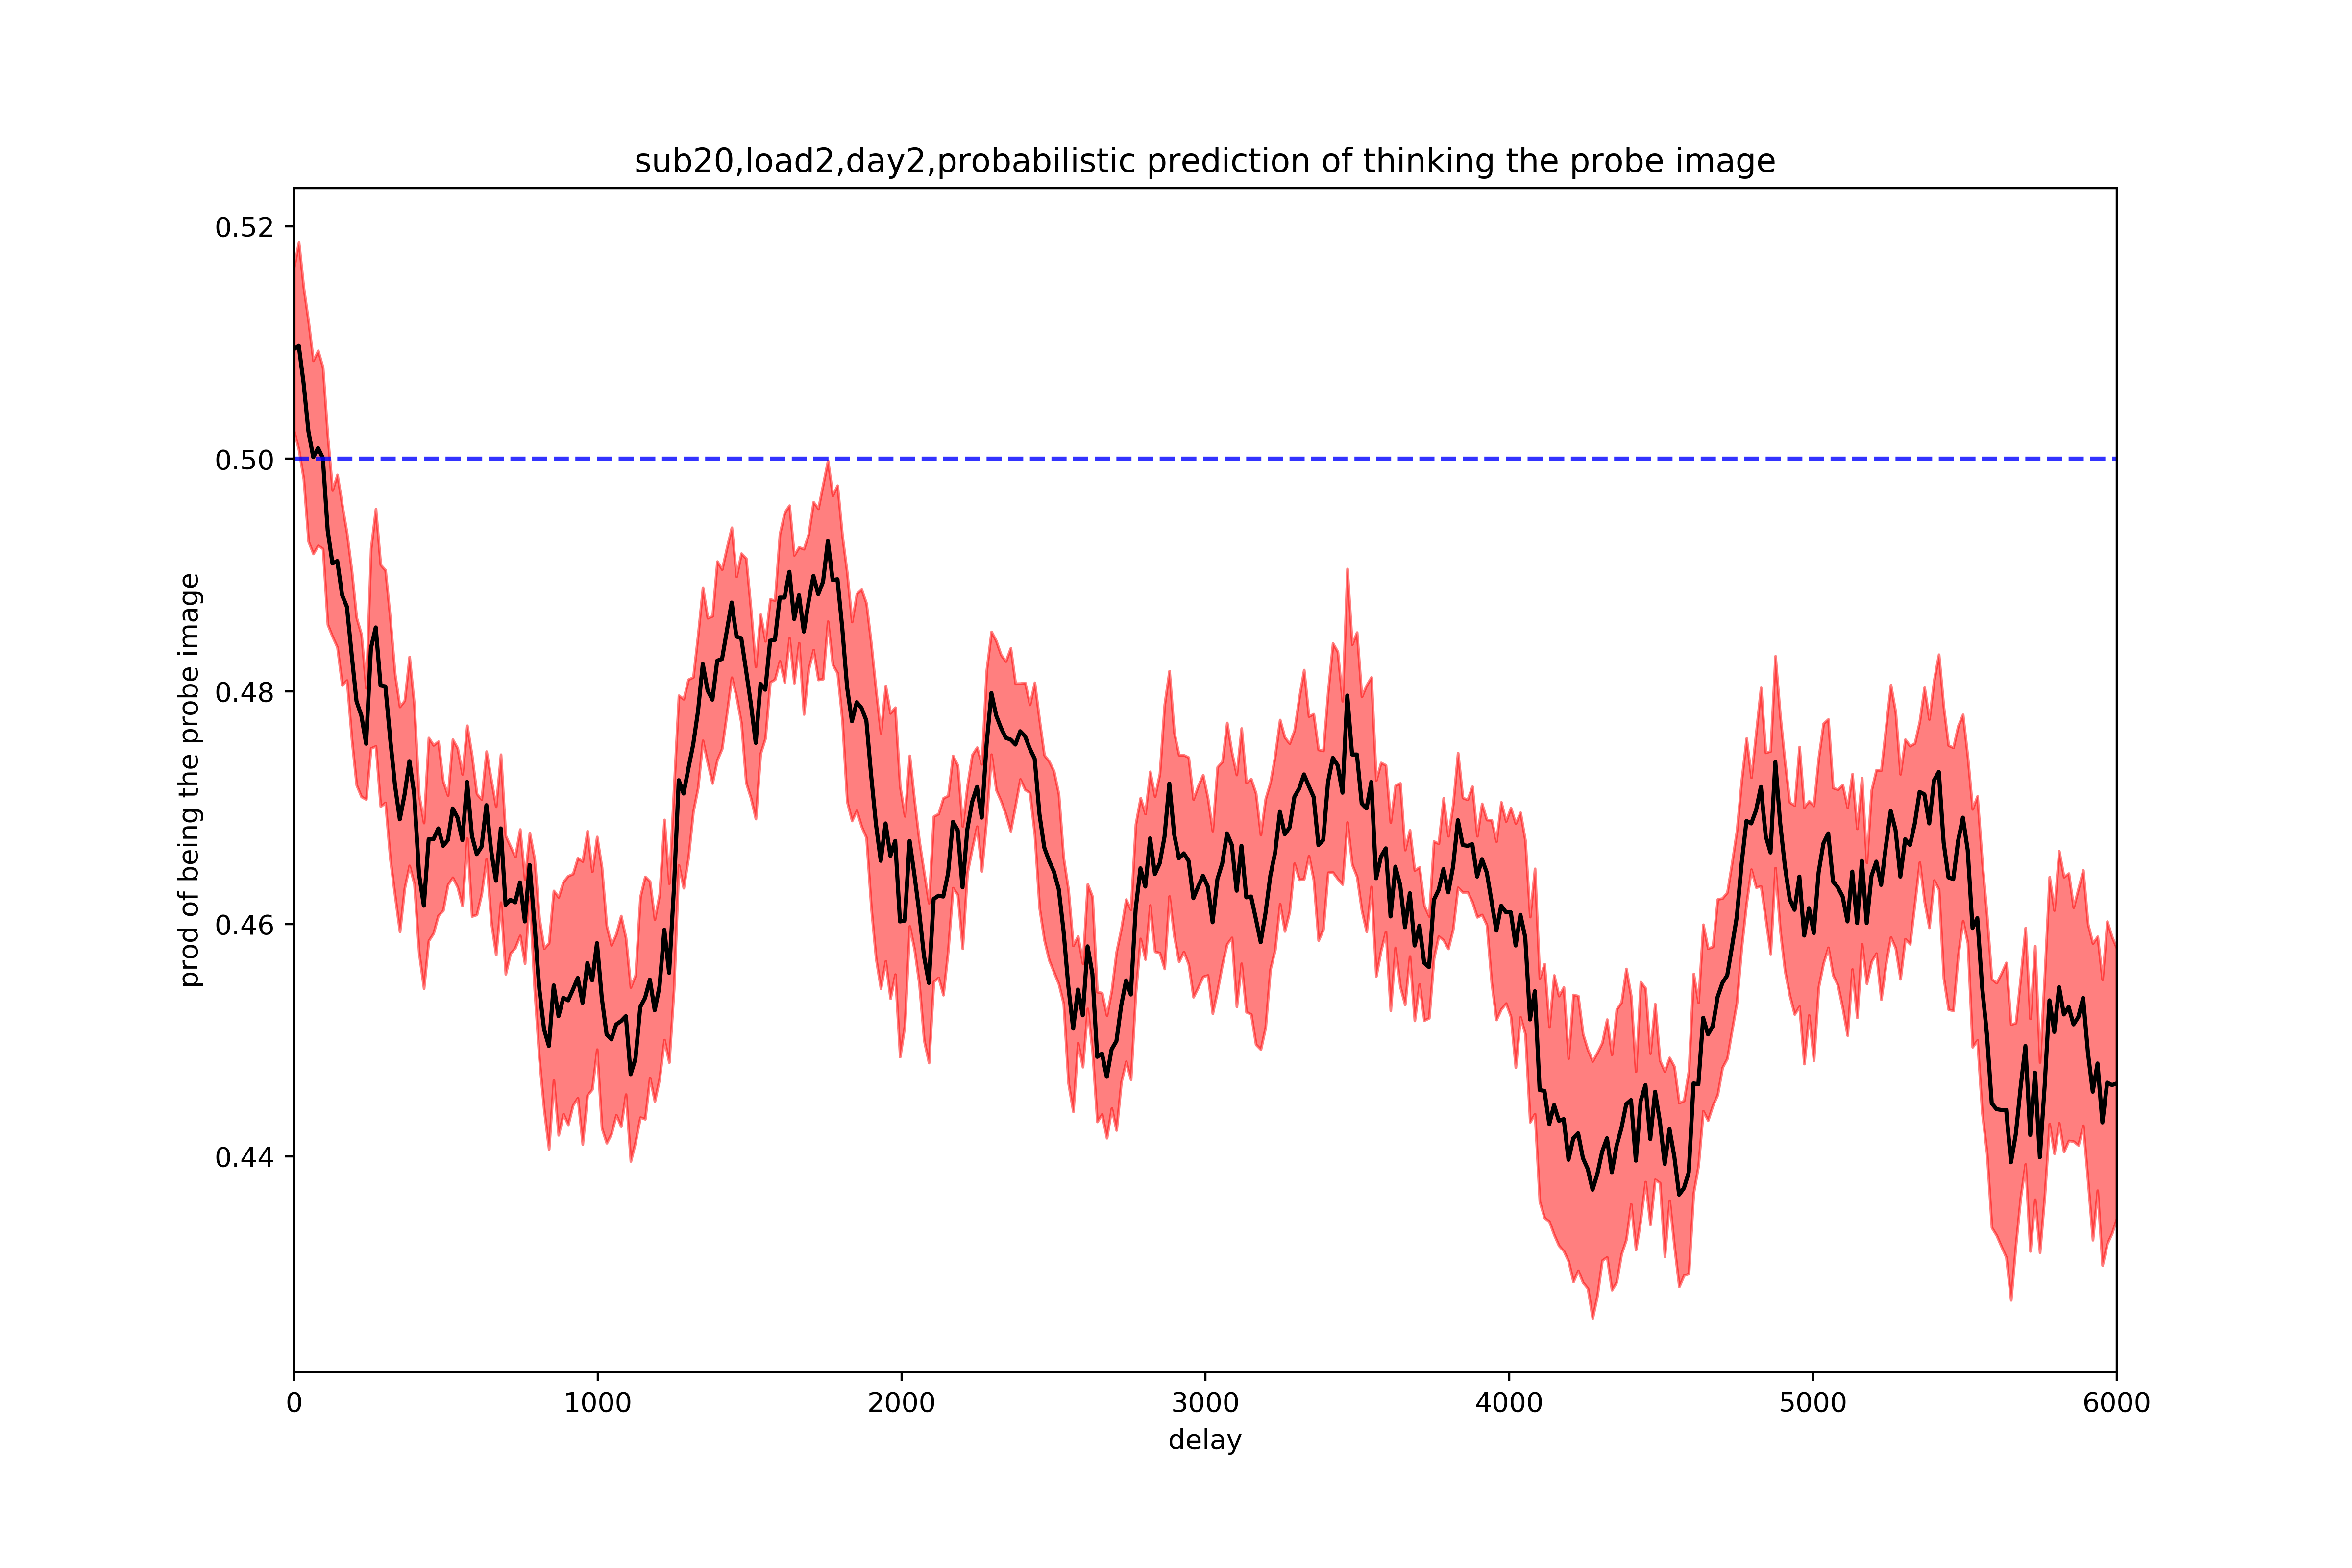 sub20,load2,day2,probabilistic prediction of thinking the probe image
0.52
0.50
0.48
0.46
0.44
prod of being the probe image
0 1000 2000 3000 4000 5000 6000
delay